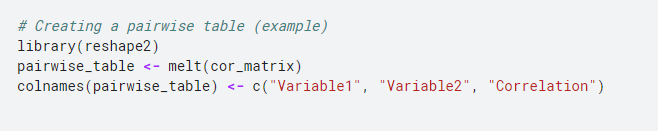 # Creating a pairwise table (example)
library(reshape2)
pairwise_table <- melt(cor_matrix)
colnames(pairwise_table) <- c("Variable1", "Variable2", "Correlation")